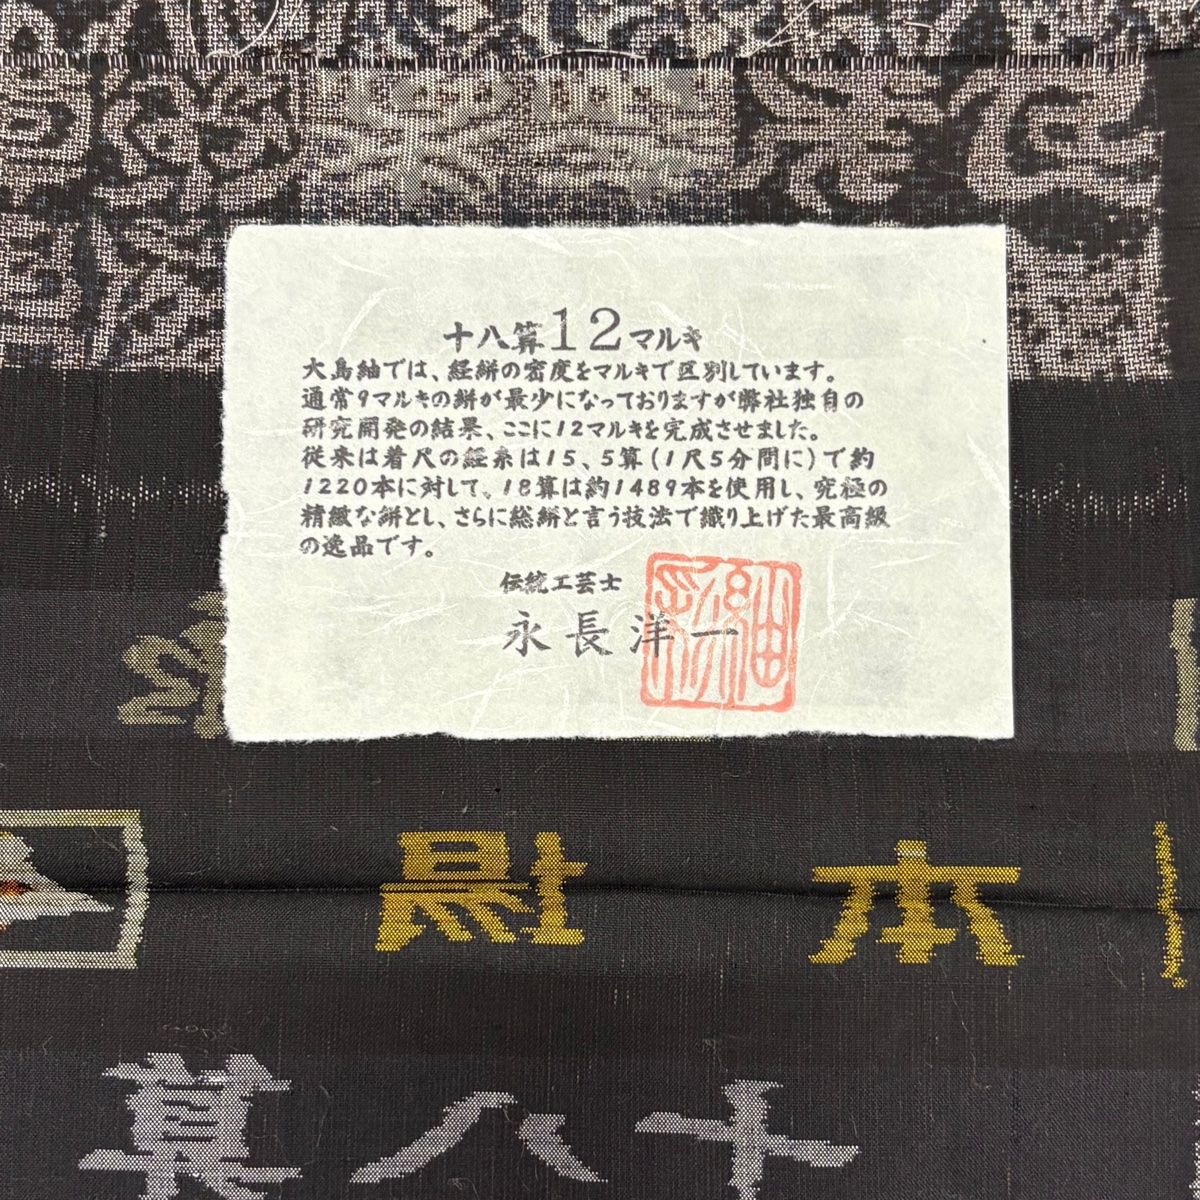 十八算12マルキ
大島紬では、経絣の密度をマルキで区別しています。
通常9マルキの絣が最少になっておりますが弊社独自の
研究開発の結果、ここに12マルキを完成させました。
従来は着尺の経糸は15、5算(1尺5分間に)で約
1220本に対して、18算は約1489本を使用し、究極の
精緻な絣とし、さらに総絣と言う技法で織り上げた最高級
の逸品です。
伝統工芸士
永長洋一
本
十八算